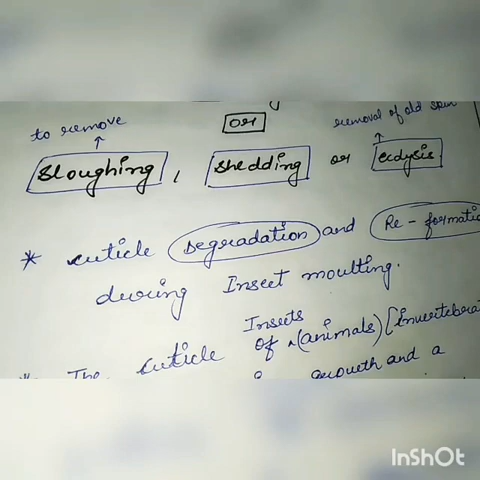 to remove
OR
removal of old skin
sloughing, shedding or ecdysis
* cuticle Degradation and Re-formatio
during Insect moulting.
* The cuticle of Insects (animals) [invertebra
growth and a
InShOt